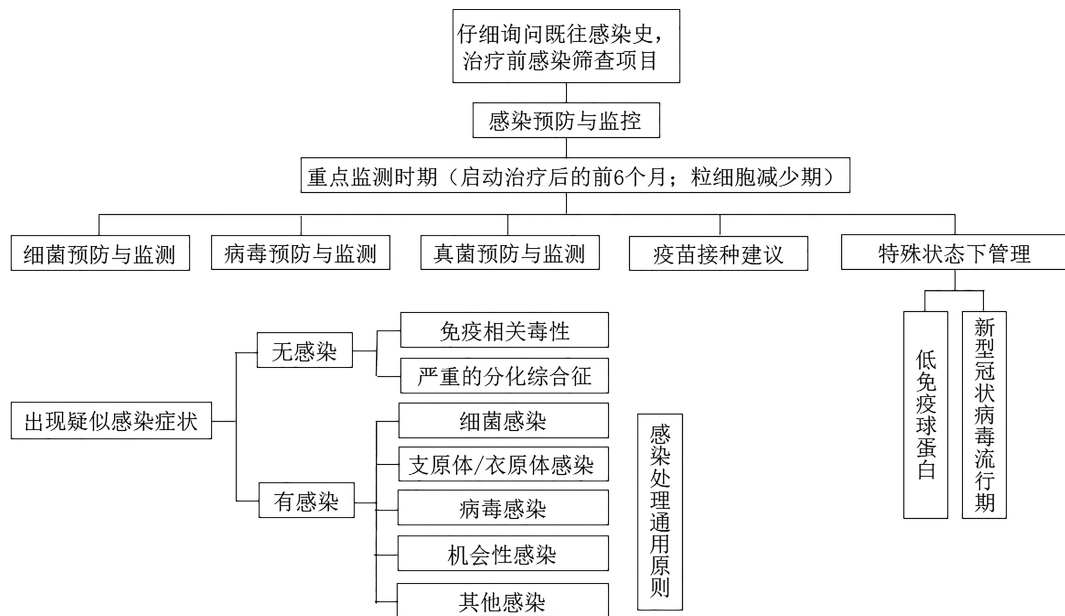 仔细询问既往感染史，
治疗前感染筛查项目
感染预防与监控
重点监测时期（启动治疗后的前6个月；粒细胞减少期）
细菌预防与监测
病毒预防与监测
真菌预防与监测
疫苗接种建议
特殊状态下管理
低免疫球蛋白
新型冠状病毒流行期
出现疑似感染症状
无感染
免疫相关毒性
严重的分化综合征
有感染
细菌感染
支原体/衣原体感染
病毒感染
机会性感染
其他感染
感染处理通用原则